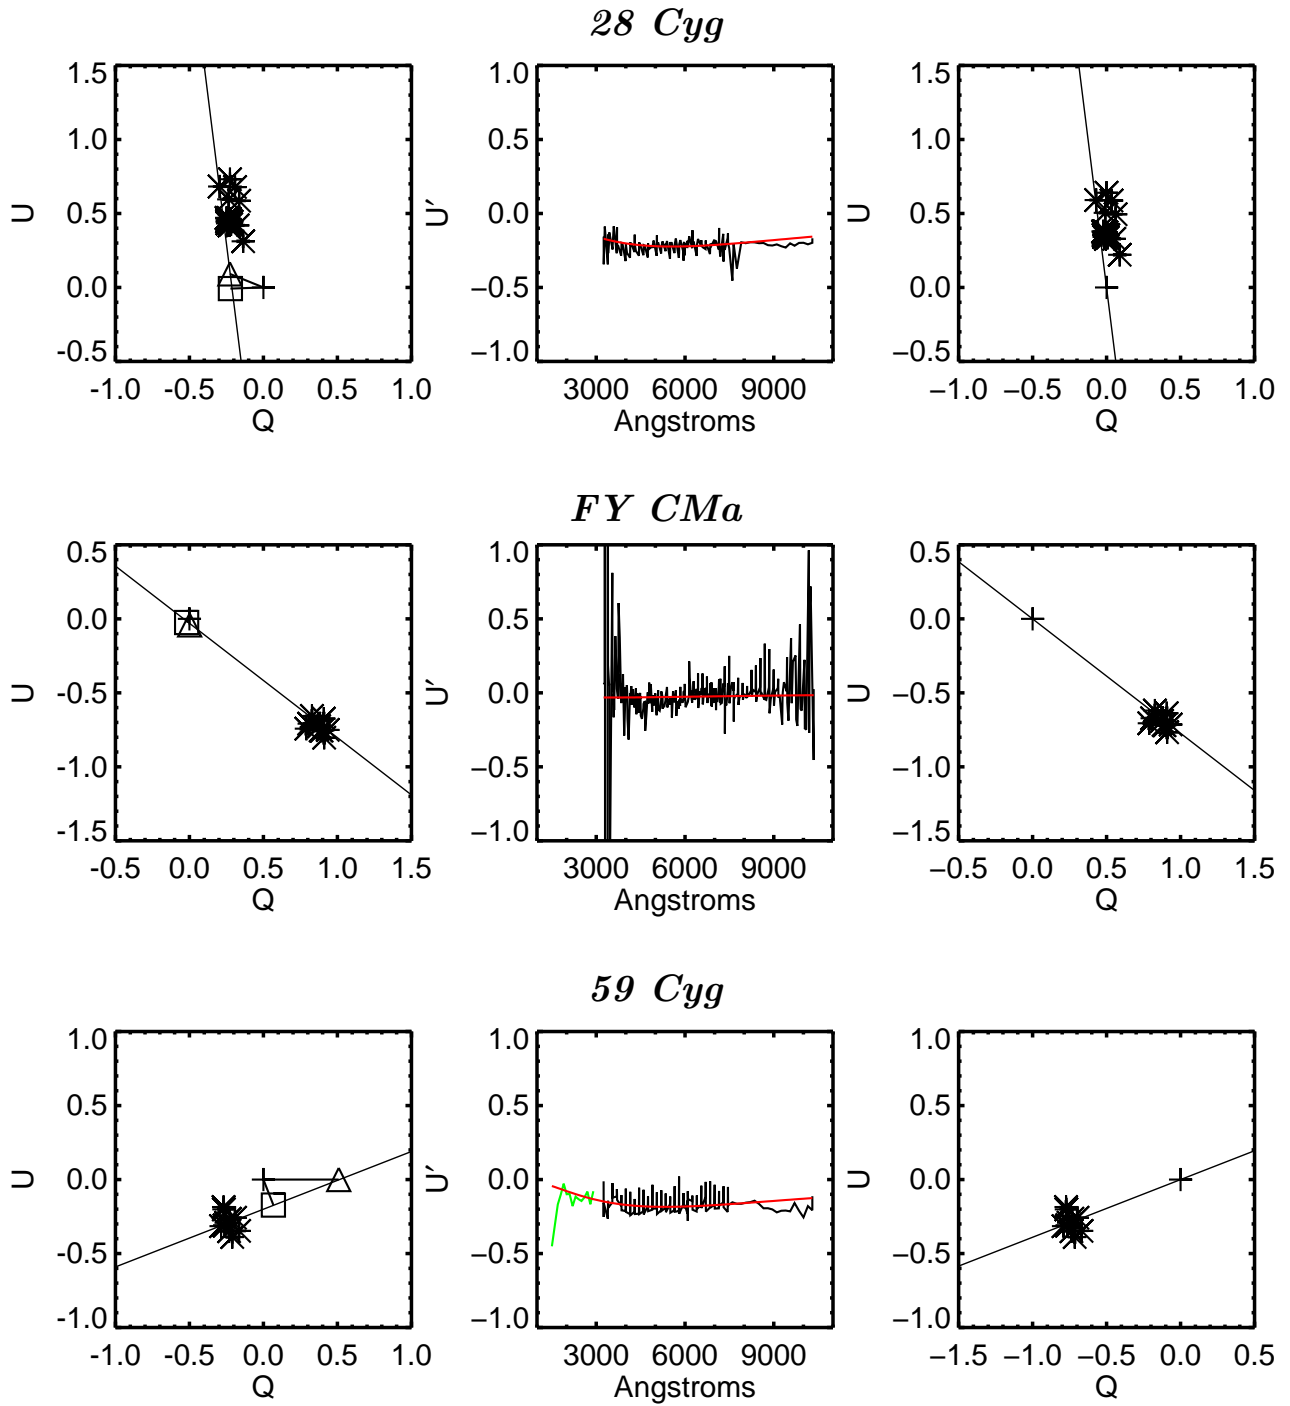 28 Cyg
1.5 1.0 0.5 0.0 -0.5
U
-1.0 -0.5 0.0 0.5 1.0
Q
1.0 0.5 0.0 −0.5 −1.0
U′
3000 6000 9000
Angstroms
1.5 1.0 0.5 0.0 −0.5
U
−1.0 −0.5 0.0 0.5 1.0
Q
FY CMa
0.5 0.0 -0.5 -1.0 -1.5
U
-0.5 0.0 0.5 1.0 1.5
Q
1.0 0.5 0.0 −0.5 −1.0
U′
3000 6000 9000
Angstroms
0.5 0.0 −0.5 −1.0 −1.5
U
−0.5 0.0 0.5 1.0 1.5
Q
59 Cyg
1.0 0.5 0.0 -0.5 -1.0
U
-1.0 -0.5 0.0 0.5 1.0
Q
1.0 0.5 0.0 −0.5 −1.0
U′
3000 6000 9000
Angstroms
1.0 0.5 0.0 −0.5 −1.0
U
−1.5 −1.0 −0.5 0.0 0.5
Q